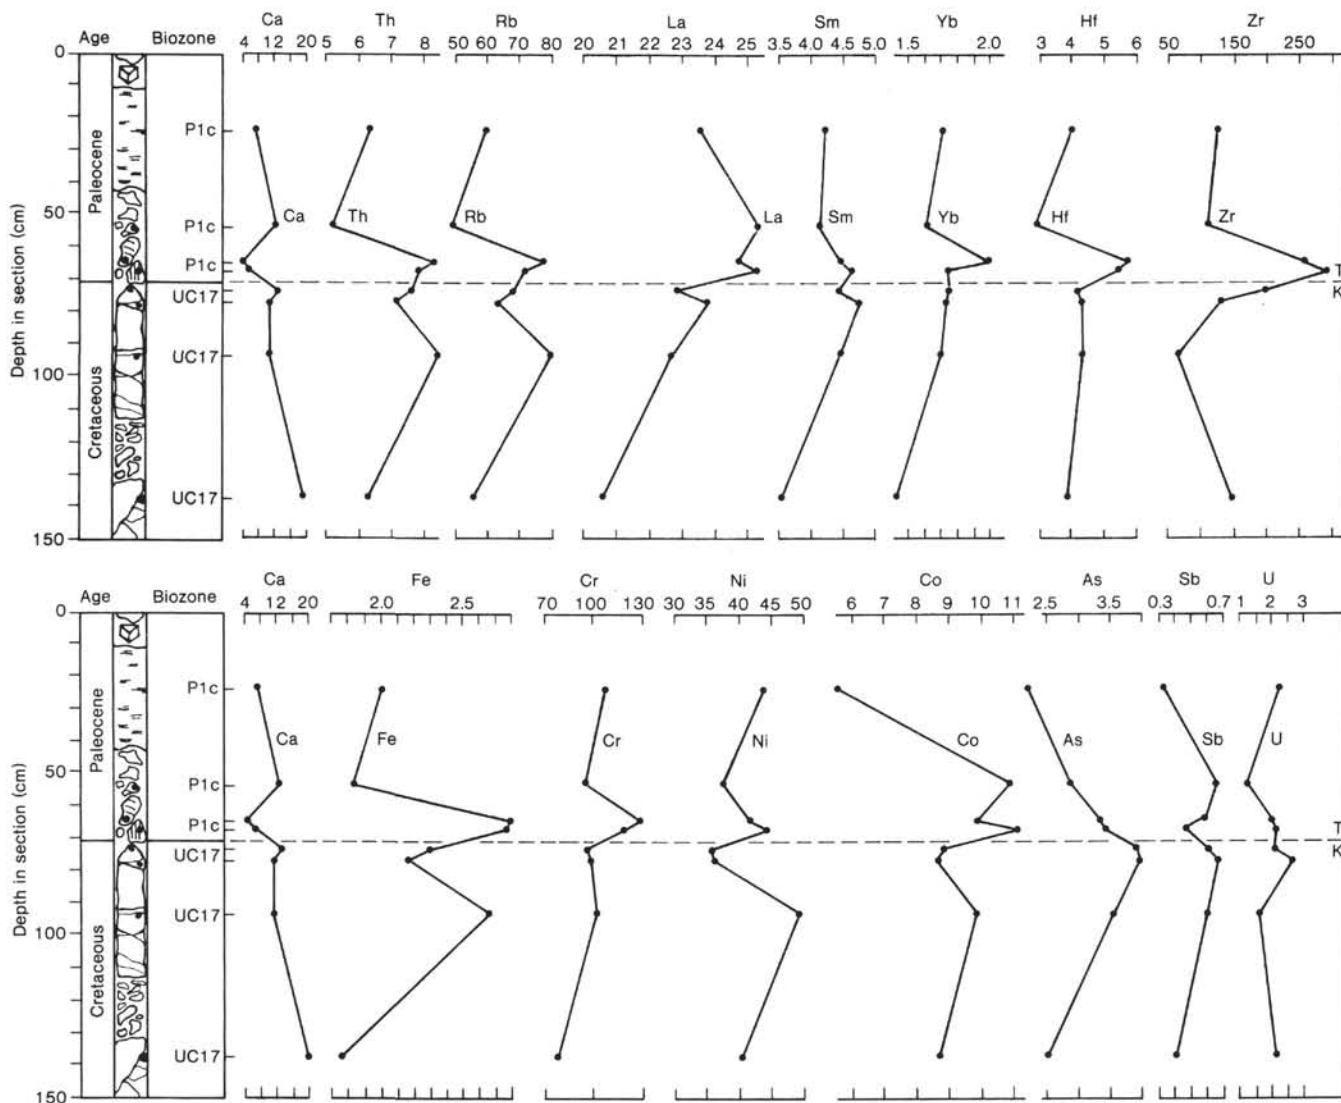 Ca Th Rb La Sm Yb Hf Zr
Age Biozone 4 12 20 5 6 7 8 50 60 70 80 20 21 22 23 24 25 3.5 4.0 4.5 5.0 1.5 2.0 3 4 5 6 50 150 250
0
P1c
Paleocene
50
P1c Ca Th Rb La Sm Yb Hf Zr
P1c
T
K
UC17
Depth in section (cm)
UC17
100
Cretaceous
UC17
150
Ca Fe Cr Ni Co As Sb U
Age Biozone 4 12 20 2.0 2.5 70 100 130 30 35 40 45 50 6 7 8 9 10 11 2.5 3.5 0.3 0.7 1 2 3
0
P1c
Paleocene
Ca Fe Cr Ni Co As Sb U
50
P1c
P1c
T
K
UC17
Depth in section (cm)
UC17
100
Cretaceous
UC17
150